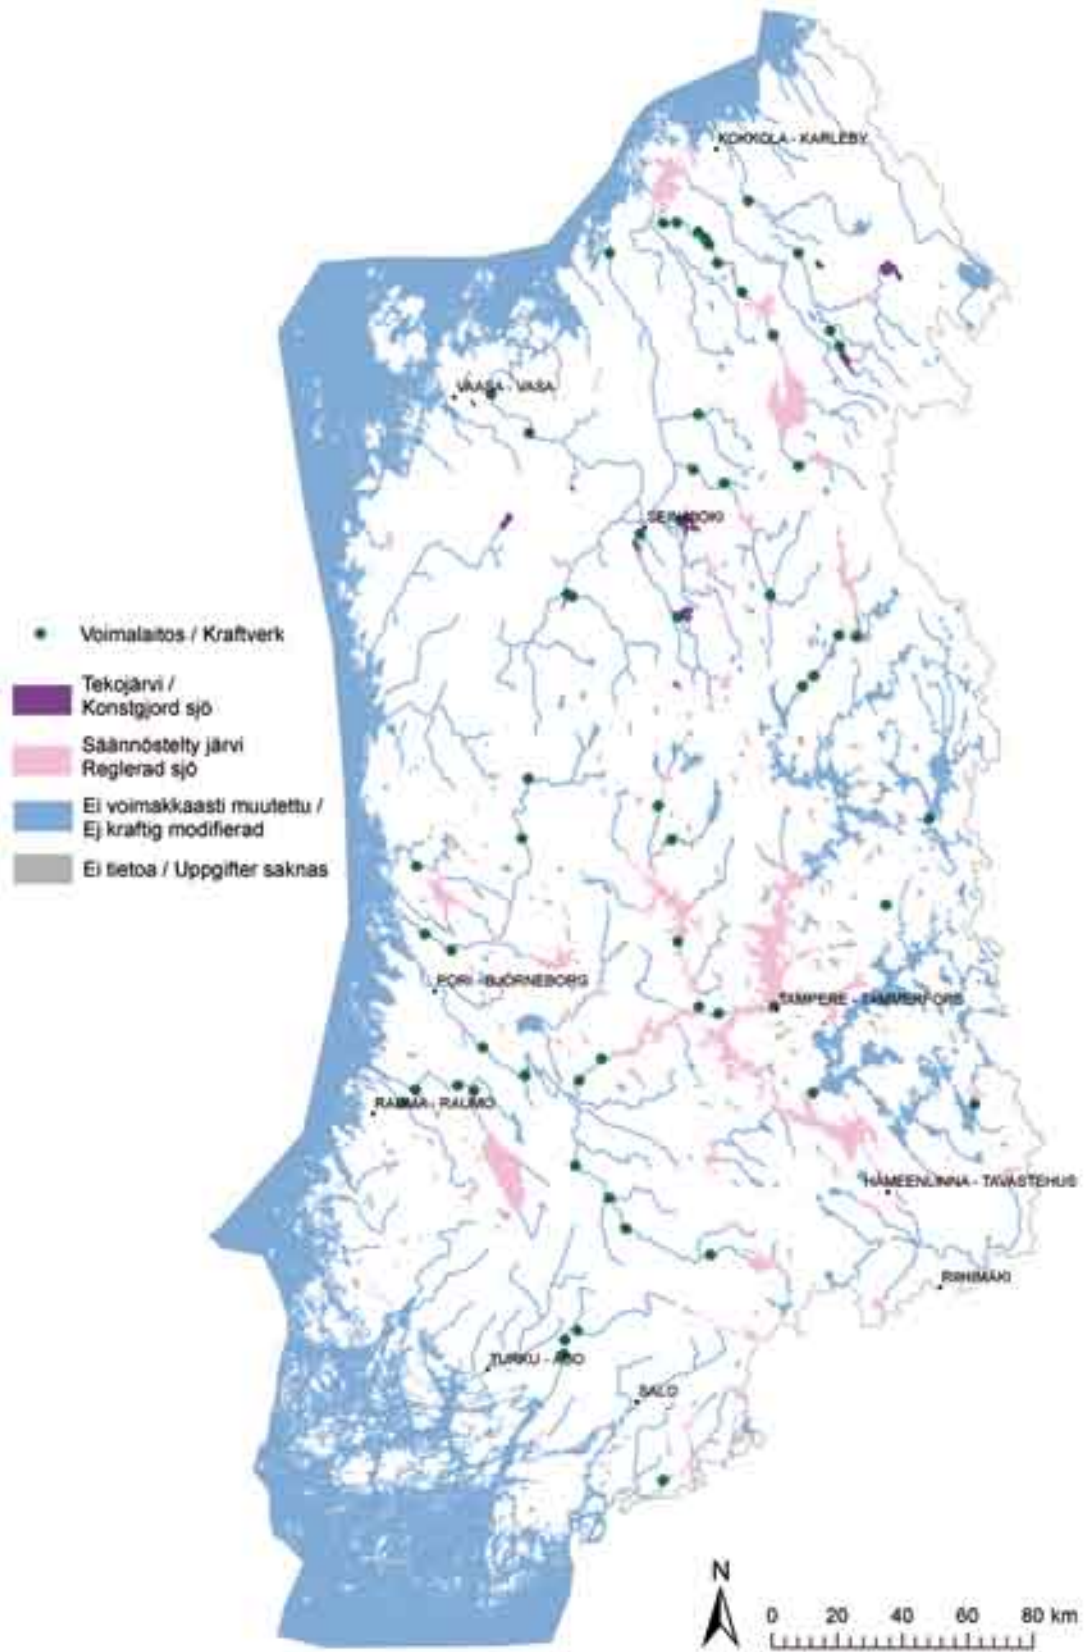 KOKKOLA - KARLEBY
VAASA - VASA
SEINÄJOKI
Voimalaitos / Kraftverk
Tekojärvi /
Konstgjord sjö
Säännöstelty järvi
Reglerad sjö
Ei voimakkaasti muutettu /
Ej kraftig modifierad
Ei tietoa / Uppgifter saknas
PORI - BJÖRNEBORG
TAMPERE - TAMMERFORS
RAUMA - RAUMO
HÄMEENLINNA - TAVASTEHUS
RIIHIMÄKI
TURKU - ÅBO
SALO
N
0 20 40 60 80 km